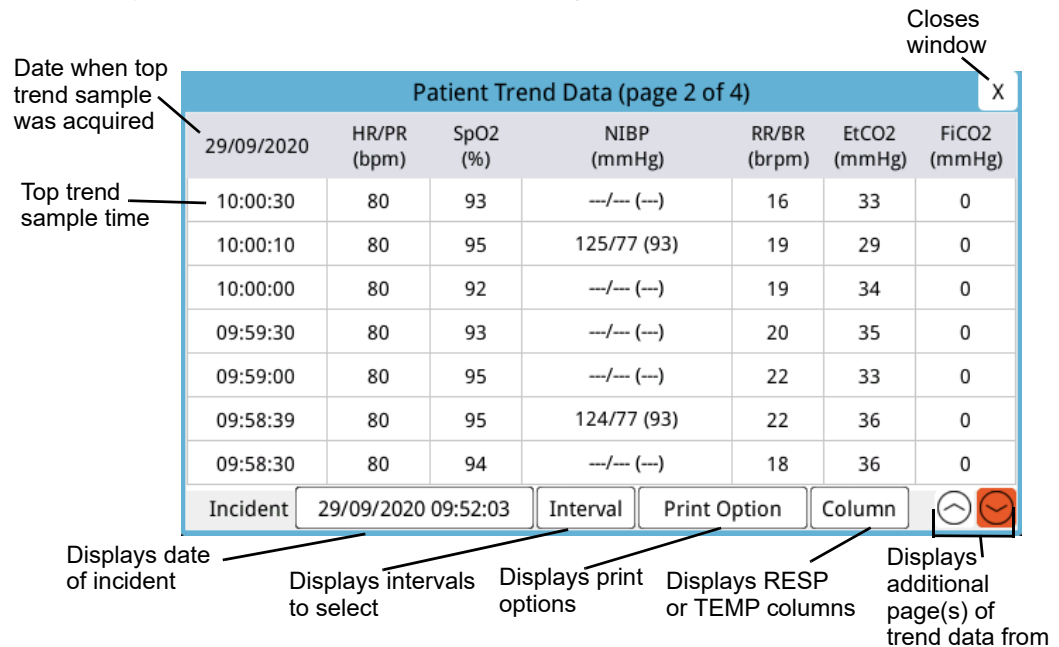 Closes
window
Date when top
trend sample
was acquired
Patient Trend Data (page 2 of 4)
X
29/09/2020 HR/PR (bpm) SpO2 (%) NIBP (mmHg) RR/BR (brpm) EtCO2 (mmHg) FiCO2 (mmHg)
Top trend
sample time
10:00:30 80 93 ---/--- (---) 16 33 0
10:00:10 80 95 125/77 (93) 19 29 0
10:00:00 80 92 ---/--- (---) 19 34 0
09:59:30 80 93 ---/--- (---) 20 35 0
09:59:00 80 95 ---/--- (---) 22 33 0
09:58:39 80 95 124/77 (93) 22 36 0
09:58:30 80 94 ---/--- (---) 18 36 0
Incident 29/09/2020 09:52:03 Interval Print Option Column
Displays date
of incident
Displays intervals
to select
Displays print
options
Displays RESP
or TEMP columns
Displays
additional
page(s) of
trend data from